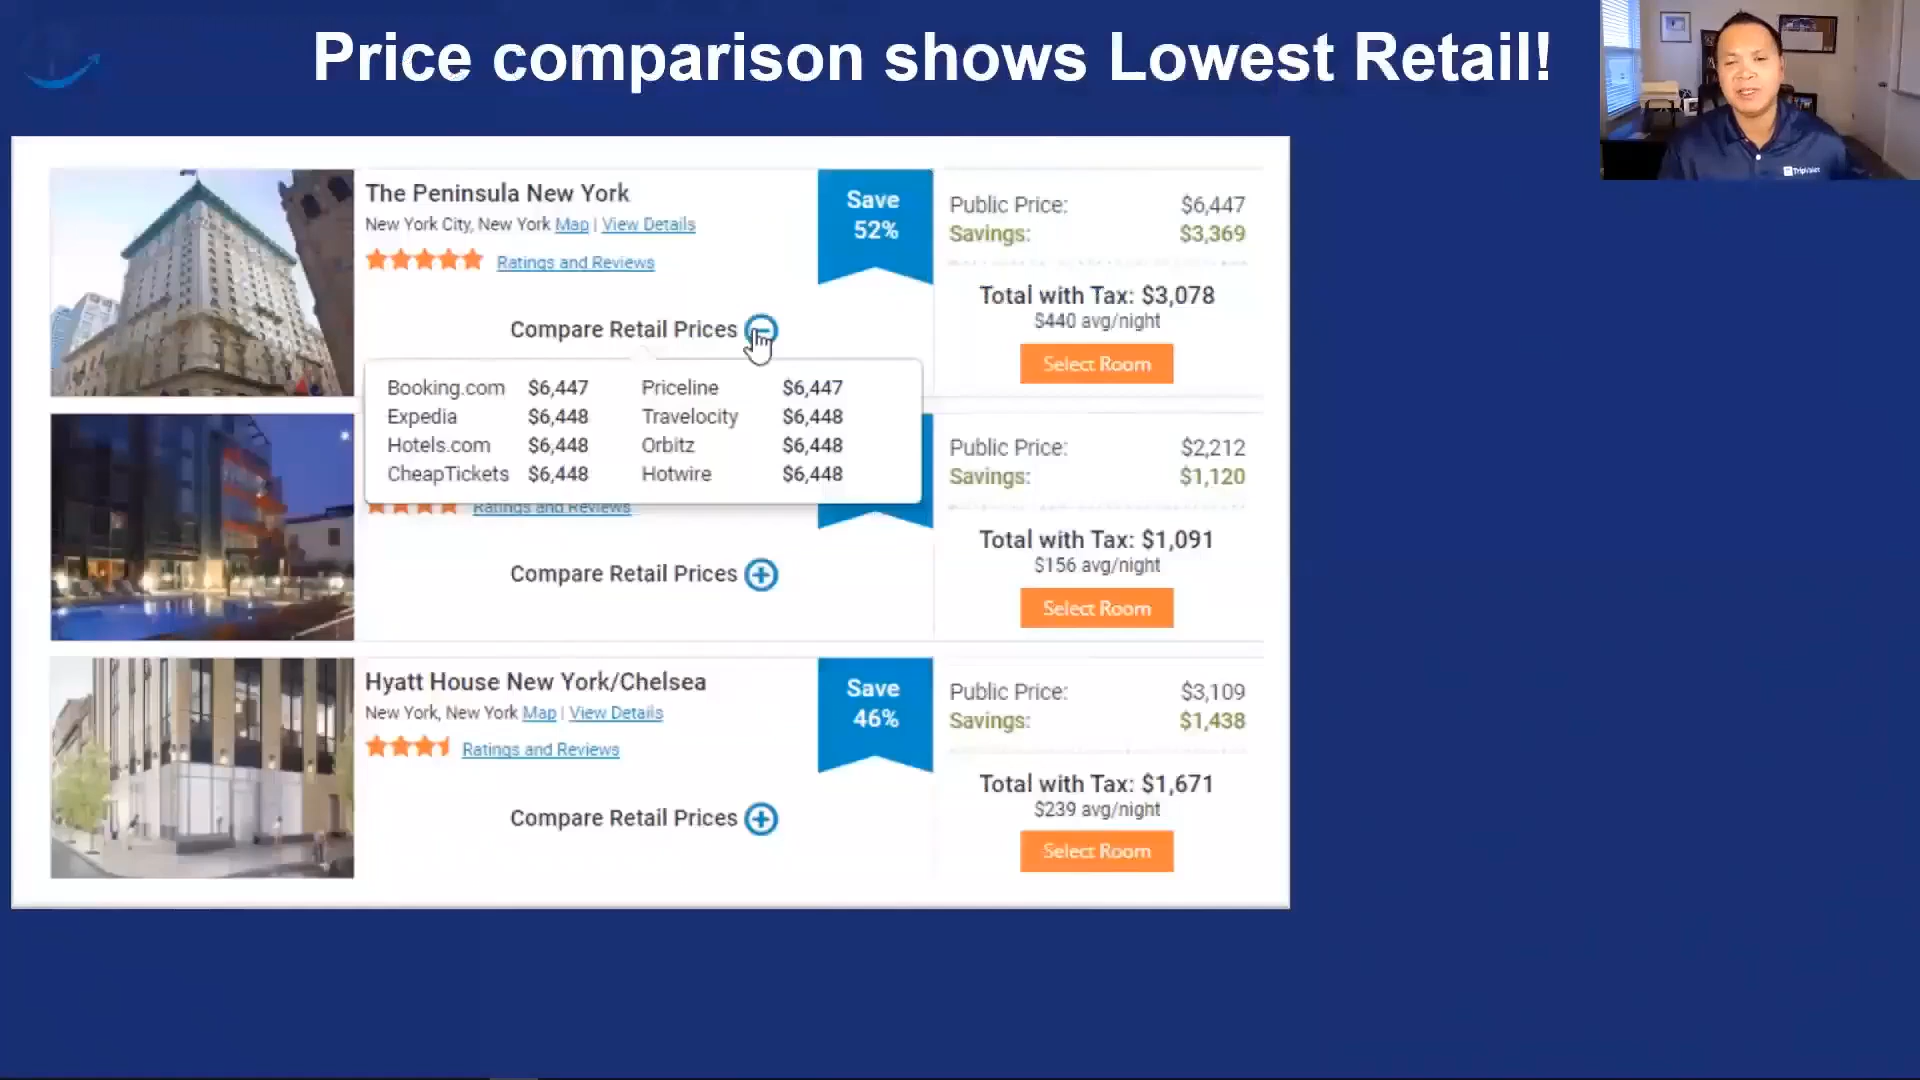 Price comparison shows Lowest Retail!
The Peninsula New York
New York City, New York Map | View Details
Ratings and Reviews
Save
52%
Public Price: $6,447
Savings: $3,369
Total with Tax: $3,078
$440 avg/night
Select Room
Compare Retail Prices
Booking.com $6,447 Priceline $6,447
Expedia $6,448 Travelocity $6,448
Hotels.com $6,448 Orbitz $6,448
CheapTickets $6,448 Hotwire $6,448
Ratings and Reviews
Compare Retail Prices
Public Price: $2,212
Savings: $1,120
Total with Tax: $1,091
$156 avg/night
Select Room
Hyatt House New York/Chelsea
New York, New York Map | View Details
Ratings and Reviews
Compare Retail Prices
Save
46%
Public Price: $3,109
Savings: $1,438
Total with Tax: $1,671
$239 avg/night
Select Room